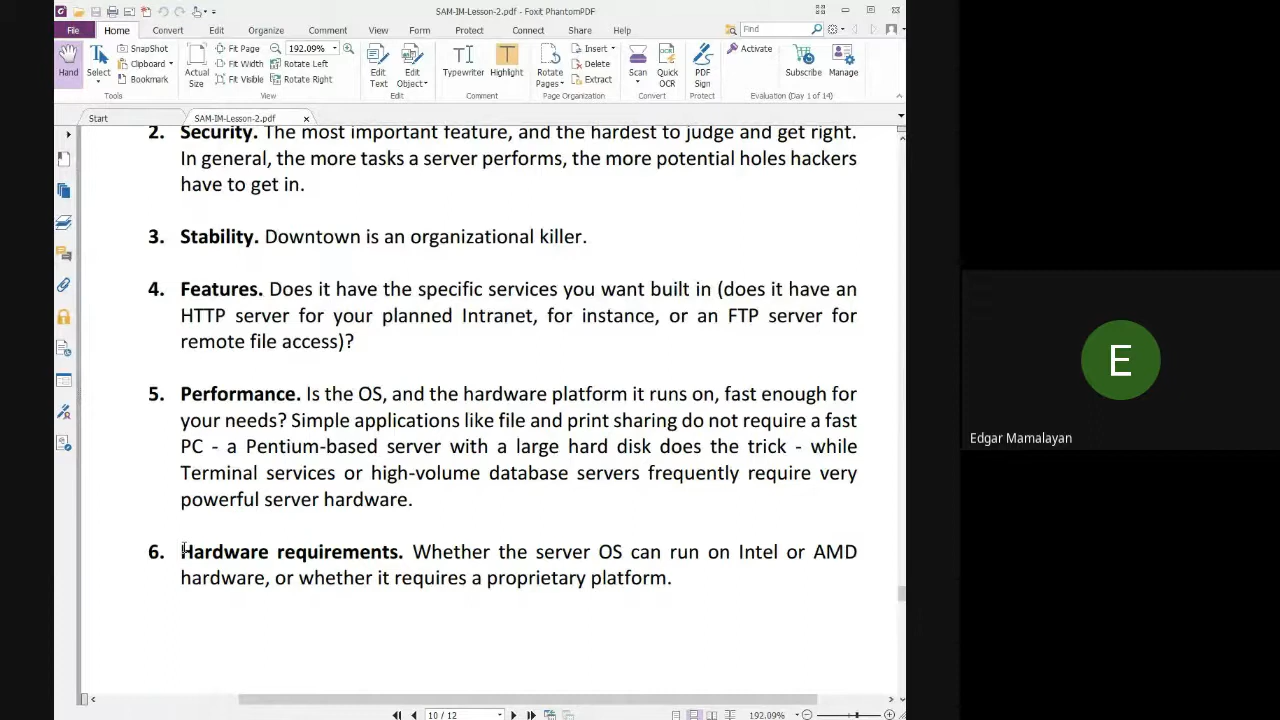 SAM-IM-Lesson-2.pdf - Foxit PhantomPDF
File Home Convert Edit Organize Comment View Form Protect Connect Share Help Find
Hand
Select
SnapShot
Clipboard
Bookmark
Tools
Actual Size
Fit Page
Fit Width
Fit Visible
192.09%
Rotate Left
Rotate Right
View
Edit Text
Edit Object
Edit
Typewriter
Highlight
Comment
Rotate Pages
Insert
Delete
Extract
Page Organization
Scan
Quick OCR
Convert
PDF Sign
Protect
Activate
Subscribe
Manage
Evaluation (Day 1 of 14)
Start SAM-IM-Lesson-2.pdf
2. Security. The most important feature, and the hardest to judge and get right.
In general, the more tasks a server performs, the more potential holes hackers
have to get in.
3. Stability. Downtown is an organizational killer.
4. Features. Does it have the specific services you want built in (does it have an
HTTP server for your planned Intranet, for instance, or an FTP server for
remote file access)?
5. Performance. Is the OS, and the hardware platform it runs on, fast enough for
your needs? Simple applications like file and print sharing do not require a fast
PC - a Pentium-based server with a large hard disk does the trick - while
Terminal services or high-volume database servers frequently require very
powerful server hardware.
6. Hardware requirements. Whether the server OS can run on Intel or AMD
hardware, or whether it requires a proprietary platform.
10 / 12
192.09%
E
Edgar Mamalayan